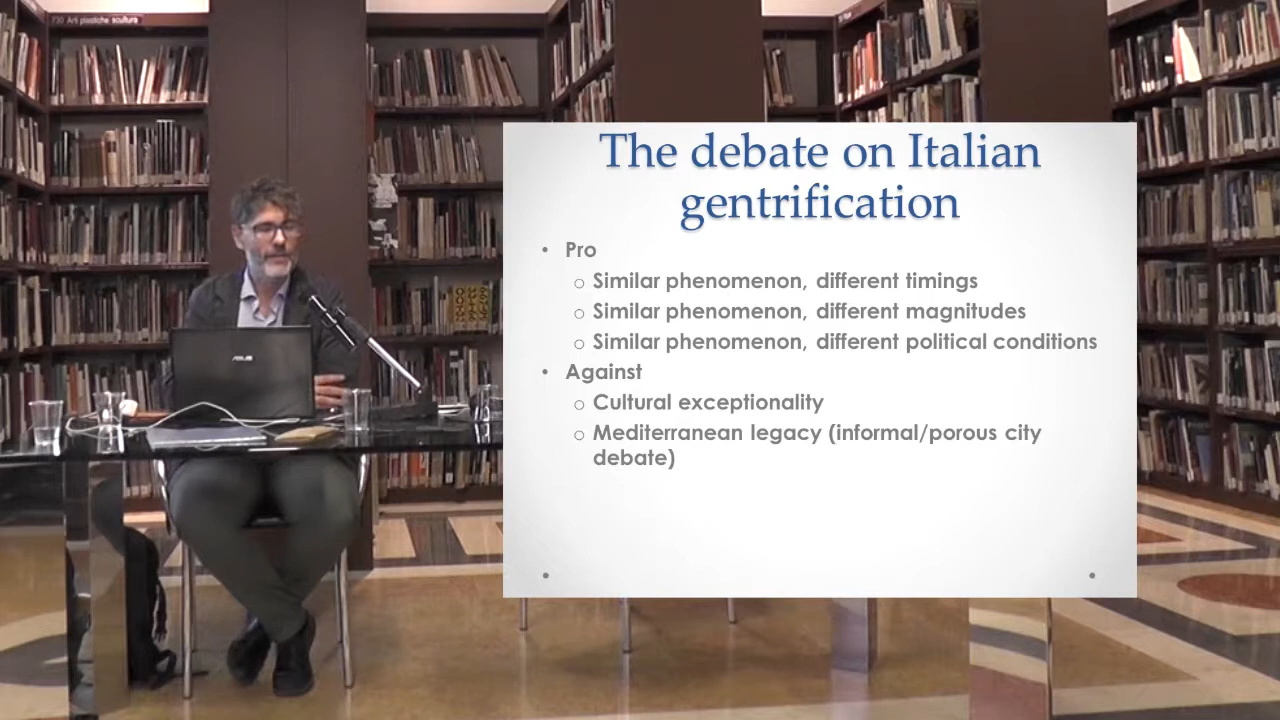 F30 Arti plastiche scultura
The debate on Italian
gentrification
• Pro
○ Similar phenomenon, different timings
○ Similar phenomenon, different magnitudes
○ Similar phenomenon, different political conditions
• Against
○ Cultural exceptionality
○ Mediterranean legacy (informal/porous city
debate)
ASUS